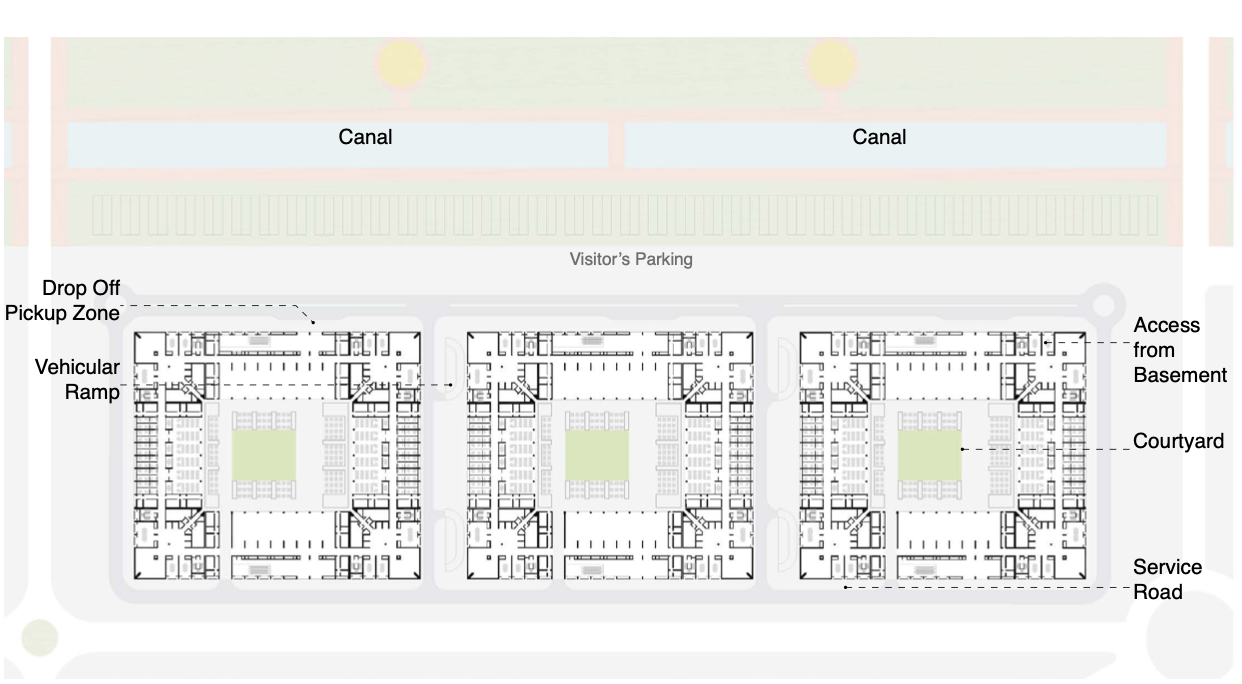 Canal
Canal
Visitor's Parking
Drop Off
Pickup Zone
Vehicular
Ramp
Access
from
Basement
Courtyard
Service
Road